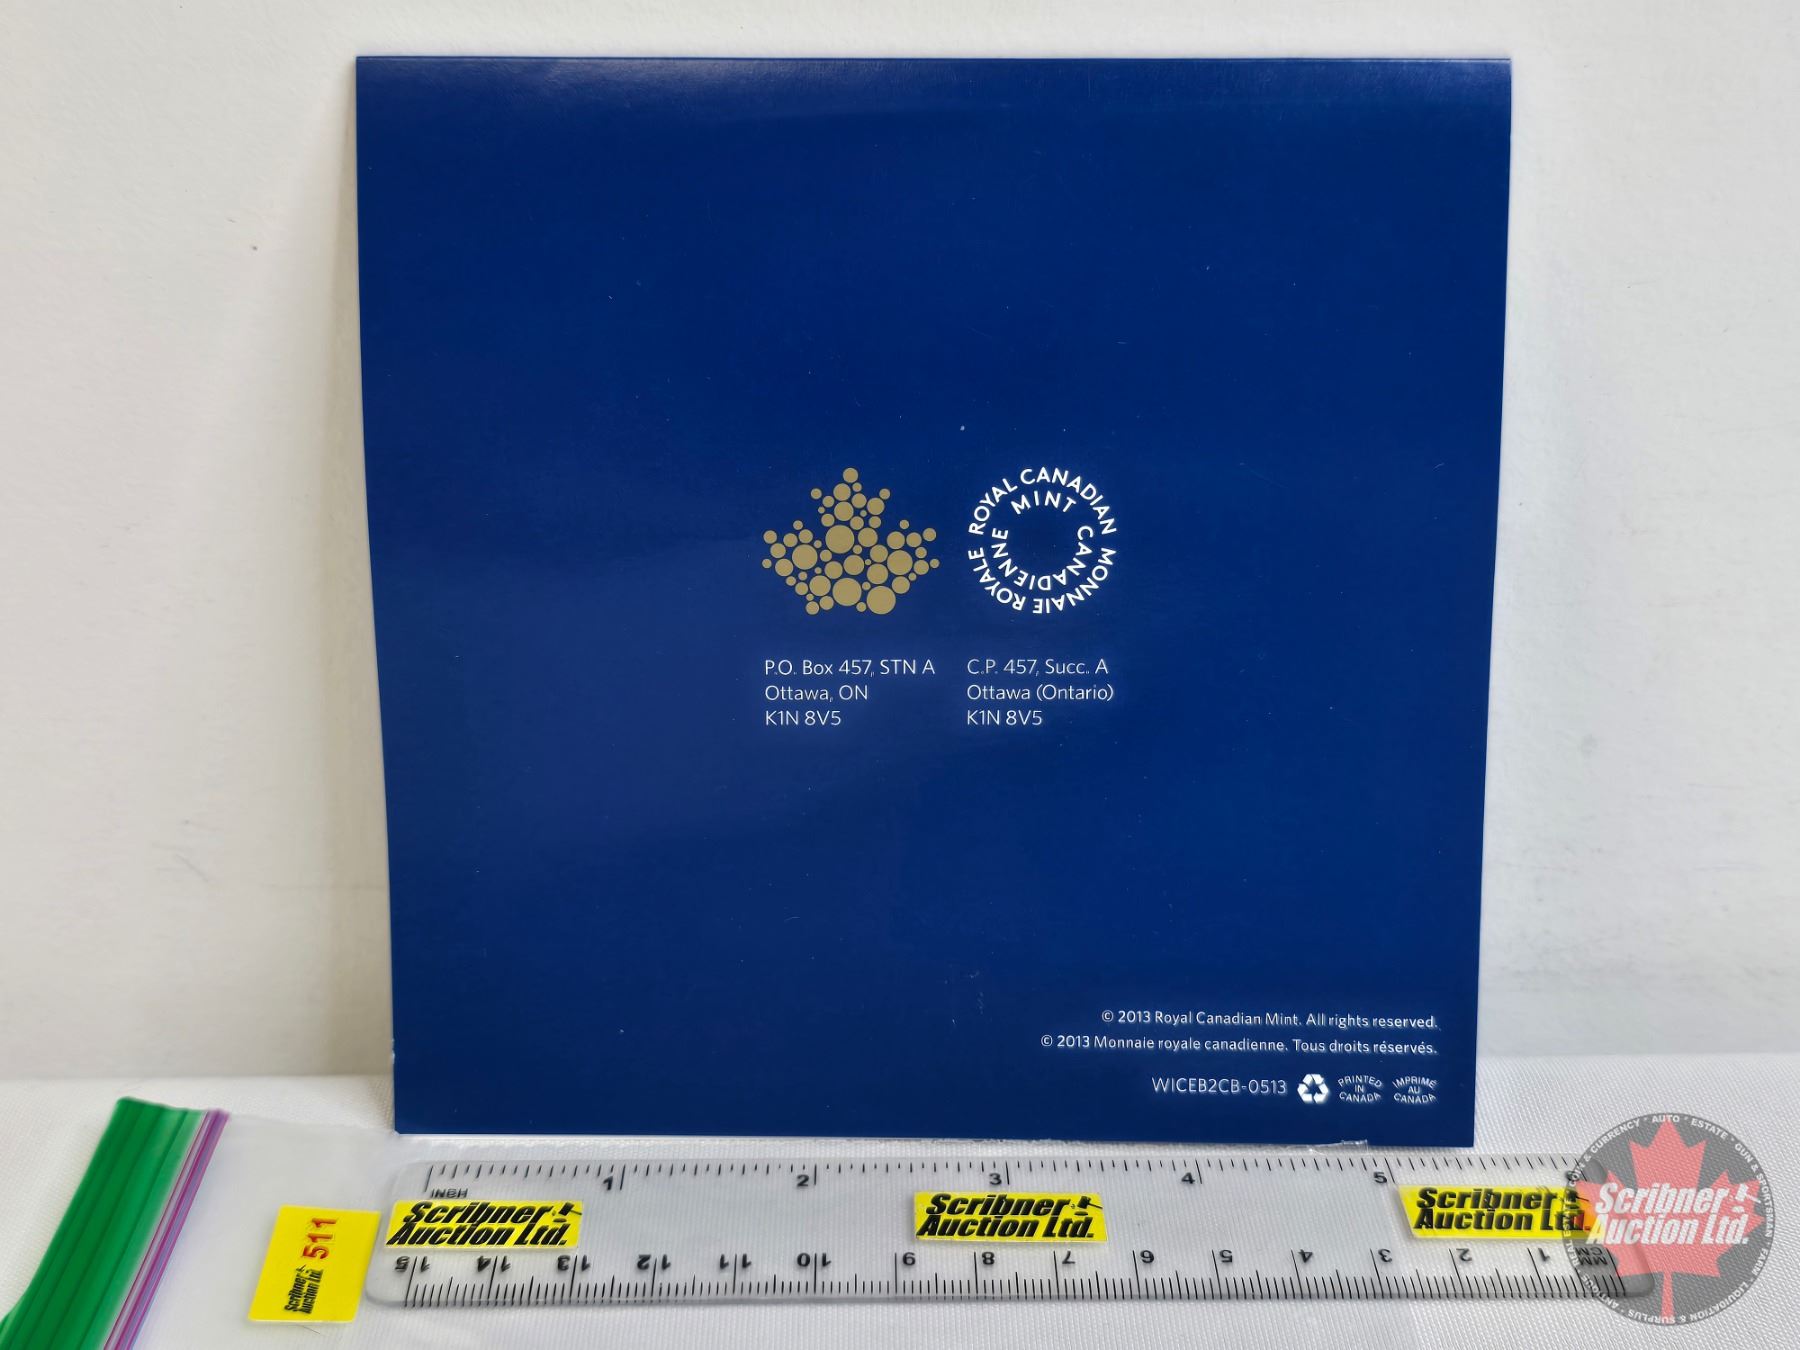 ROYAL CANADIAN MINT
MONNAIE ROYALE CANADIENNE
P.O. Box 457, STN A
Ottawa, ON
K1N 8V5
C.P. 457, Succ. A
Ottawa (Ontario)
K1N 8V5
© 2013 Royal Canadian Mint. All rights reserved.
© 2013 Monnaie royale canadienne. Tous droits réservés.
WICEB2CB-0513
PRINTED IN CANADA
IMPRIMÉ AU CANADA
INCH
1 2 3 4 5
Scribner Auction Ltd.
Scribner Auction Ltd.
Scribner Auction Ltd.
15 14 13 12 11 10 9 8 7 6 5 4 3 2 1 MM CM
511
Scribner Auction Ltd.
Scribner Auction Ltd.